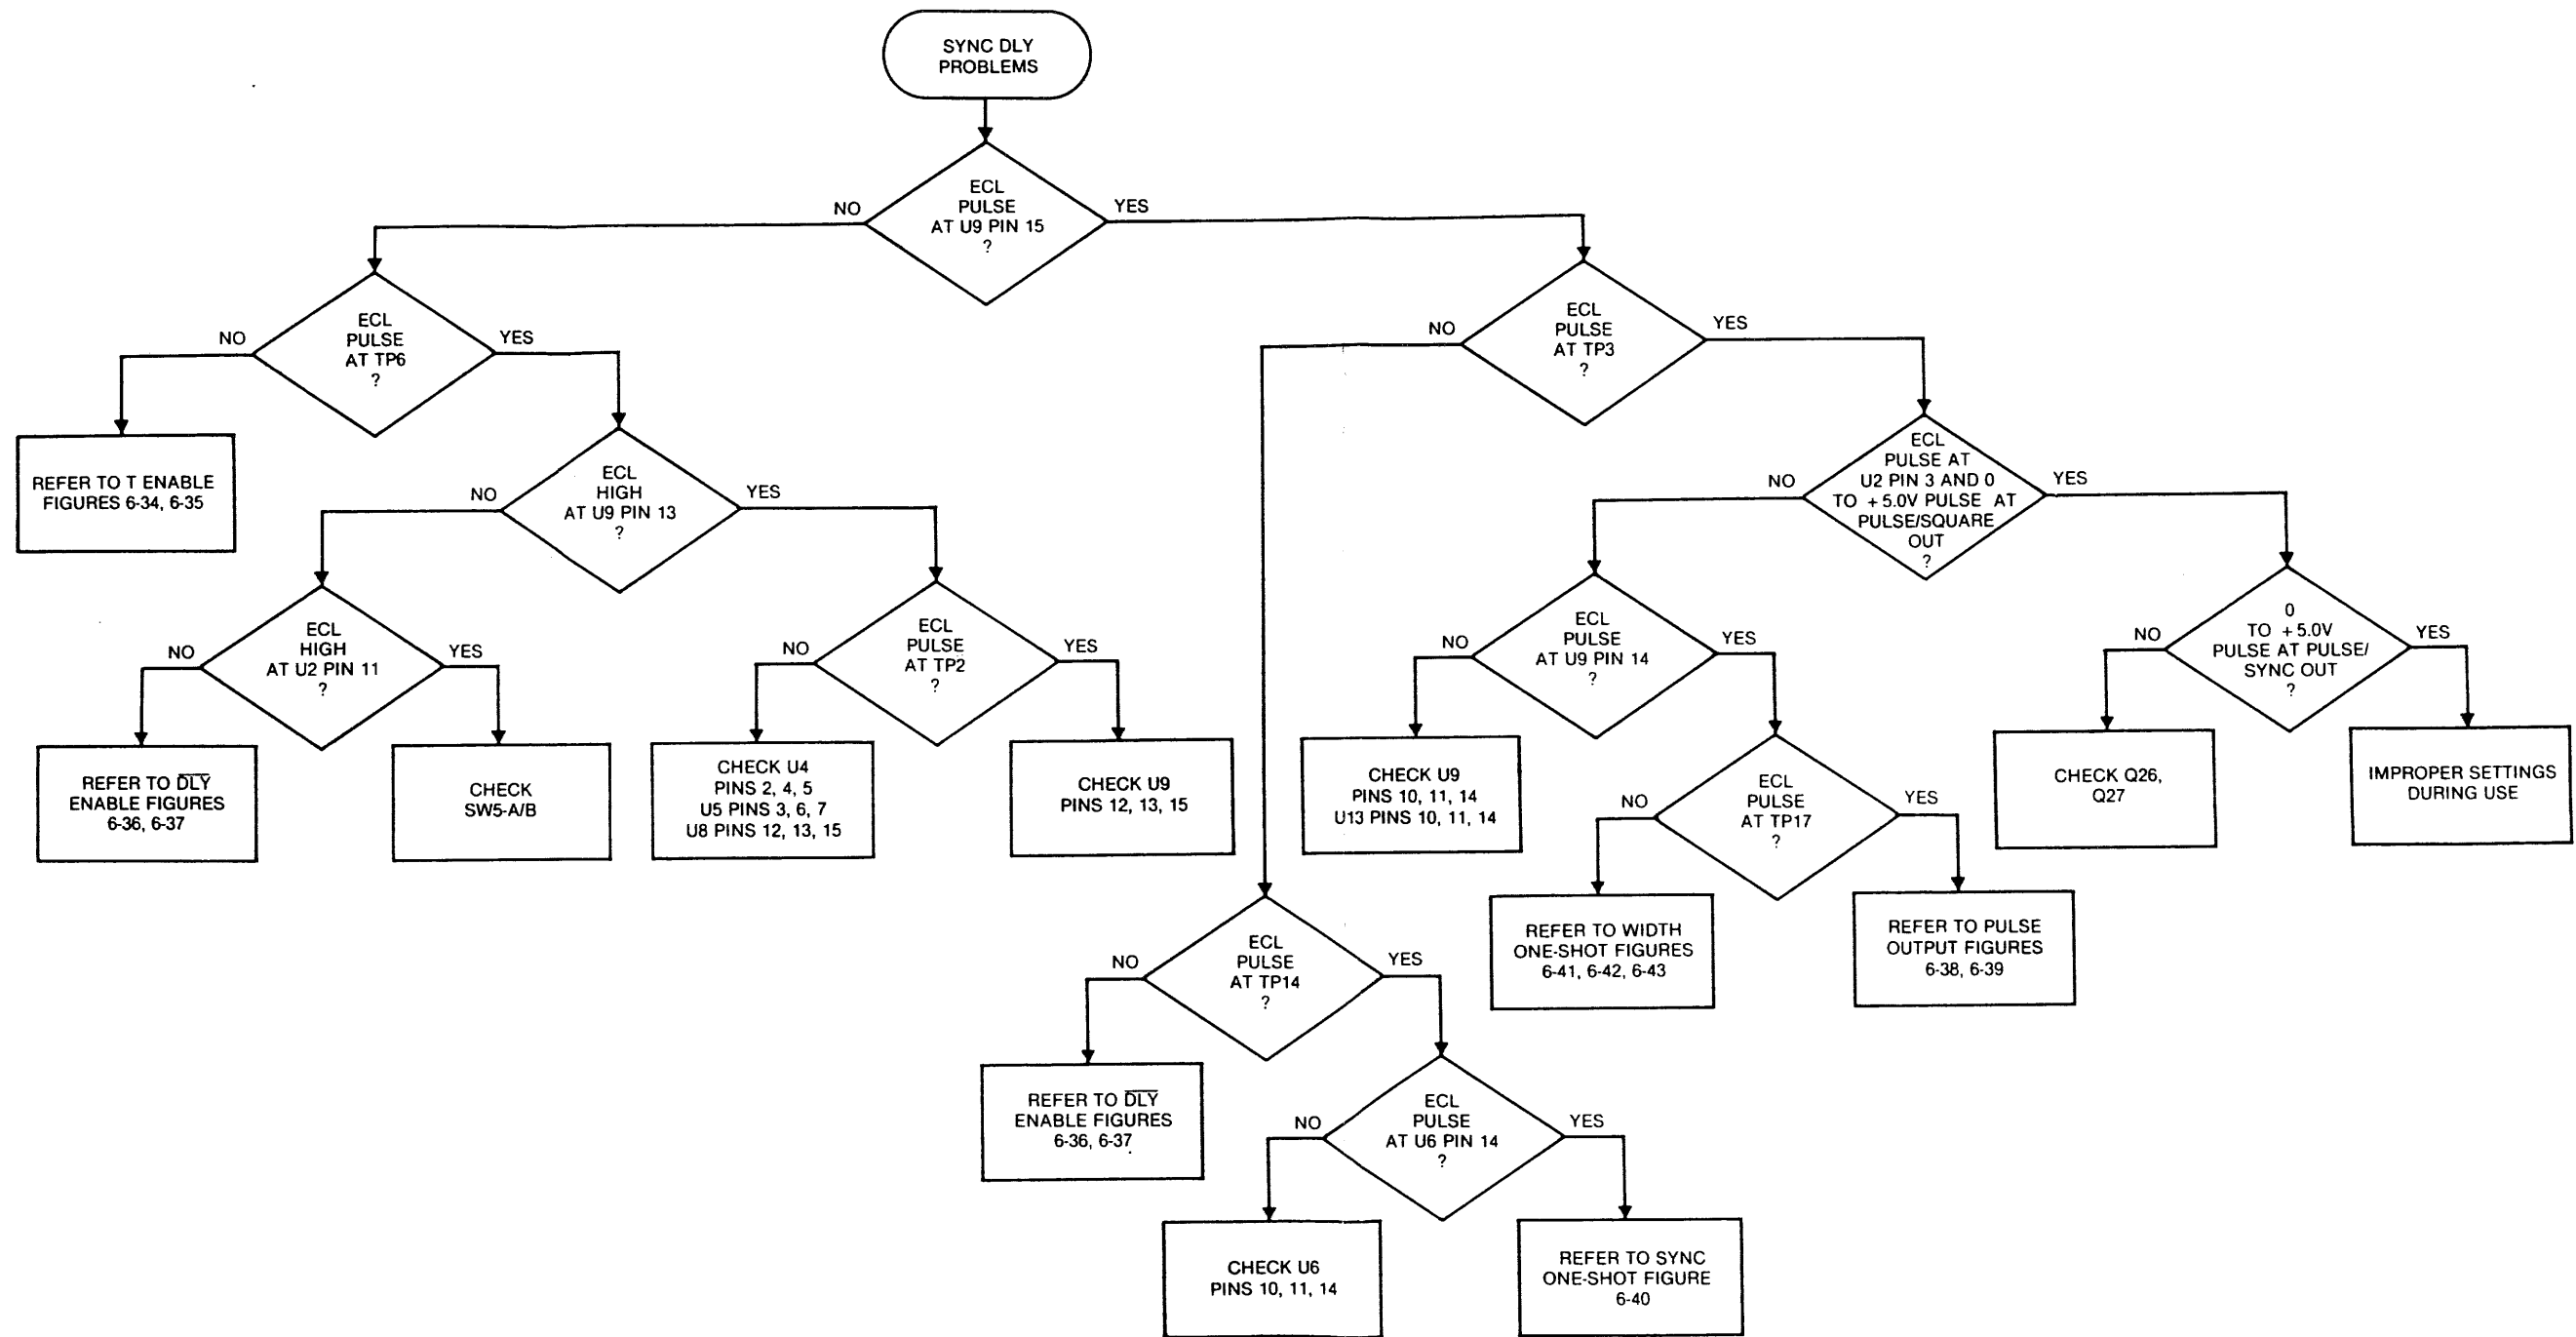 SYNC DLY
PROBLEMS
ECL
PULSE
AT U9 PIN 15
?
NO
YES
ECL
PULSE
AT TP6
?
NO
YES
ECL
PULSE
AT TP3
?
NO
YES
REFER TO T ENABLE
FIGURES 6-34, 6-35
ECL
HIGH
AT U9 PIN 13
?
NO
YES
ECL
PULSE AT
U2 PIN 3 AND 0
TO +5.0V PULSE AT
PULSE/SQUARE
OUT
?
NO
YES
ECL
HIGH
AT U2 PIN 11
?
NO
YES
ECL
PULSE
AT TP2
?
NO
YES
ECL
PULSE
AT U9 PIN 14
?
NO
YES
0
TO +5.0V
PULSE AT PULSE/
SYNC OUT
?
NO
YES
REFER TO D̅L̅Y̅
ENABLE FIGURES
6-36, 6-37
CHECK
SW5-A/B
CHECK U4
PINS 2, 4, 5
U5 PINS 3, 6, 7
U8 PINS 12, 13, 15
CHECK U9
PINS 12, 13, 15
CHECK U9
PINS 10, 11, 14
U13 PINS 10, 11, 14
ECL
PULSE
AT TP17
?
NO
YES
CHECK Q26,
Q27
IMPROPER SETTINGS
DURING USE
ECL
PULSE
AT TP14
?
NO
YES
REFER TO WIDTH
ONE-SHOT FIGURES
6-41, 6-42, 6-43
REFER TO PULSE
OUTPUT FIGURES
6-38, 6-39
REFER TO D̅L̅Y̅
ENABLE FIGURES
6-36, 6-37
ECL
PULSE
AT U6 PIN 14
?
NO
YES
CHECK U6
PINS 10, 11, 14
REFER TO SYNC
ONE-SHOT FIGURE
6-40